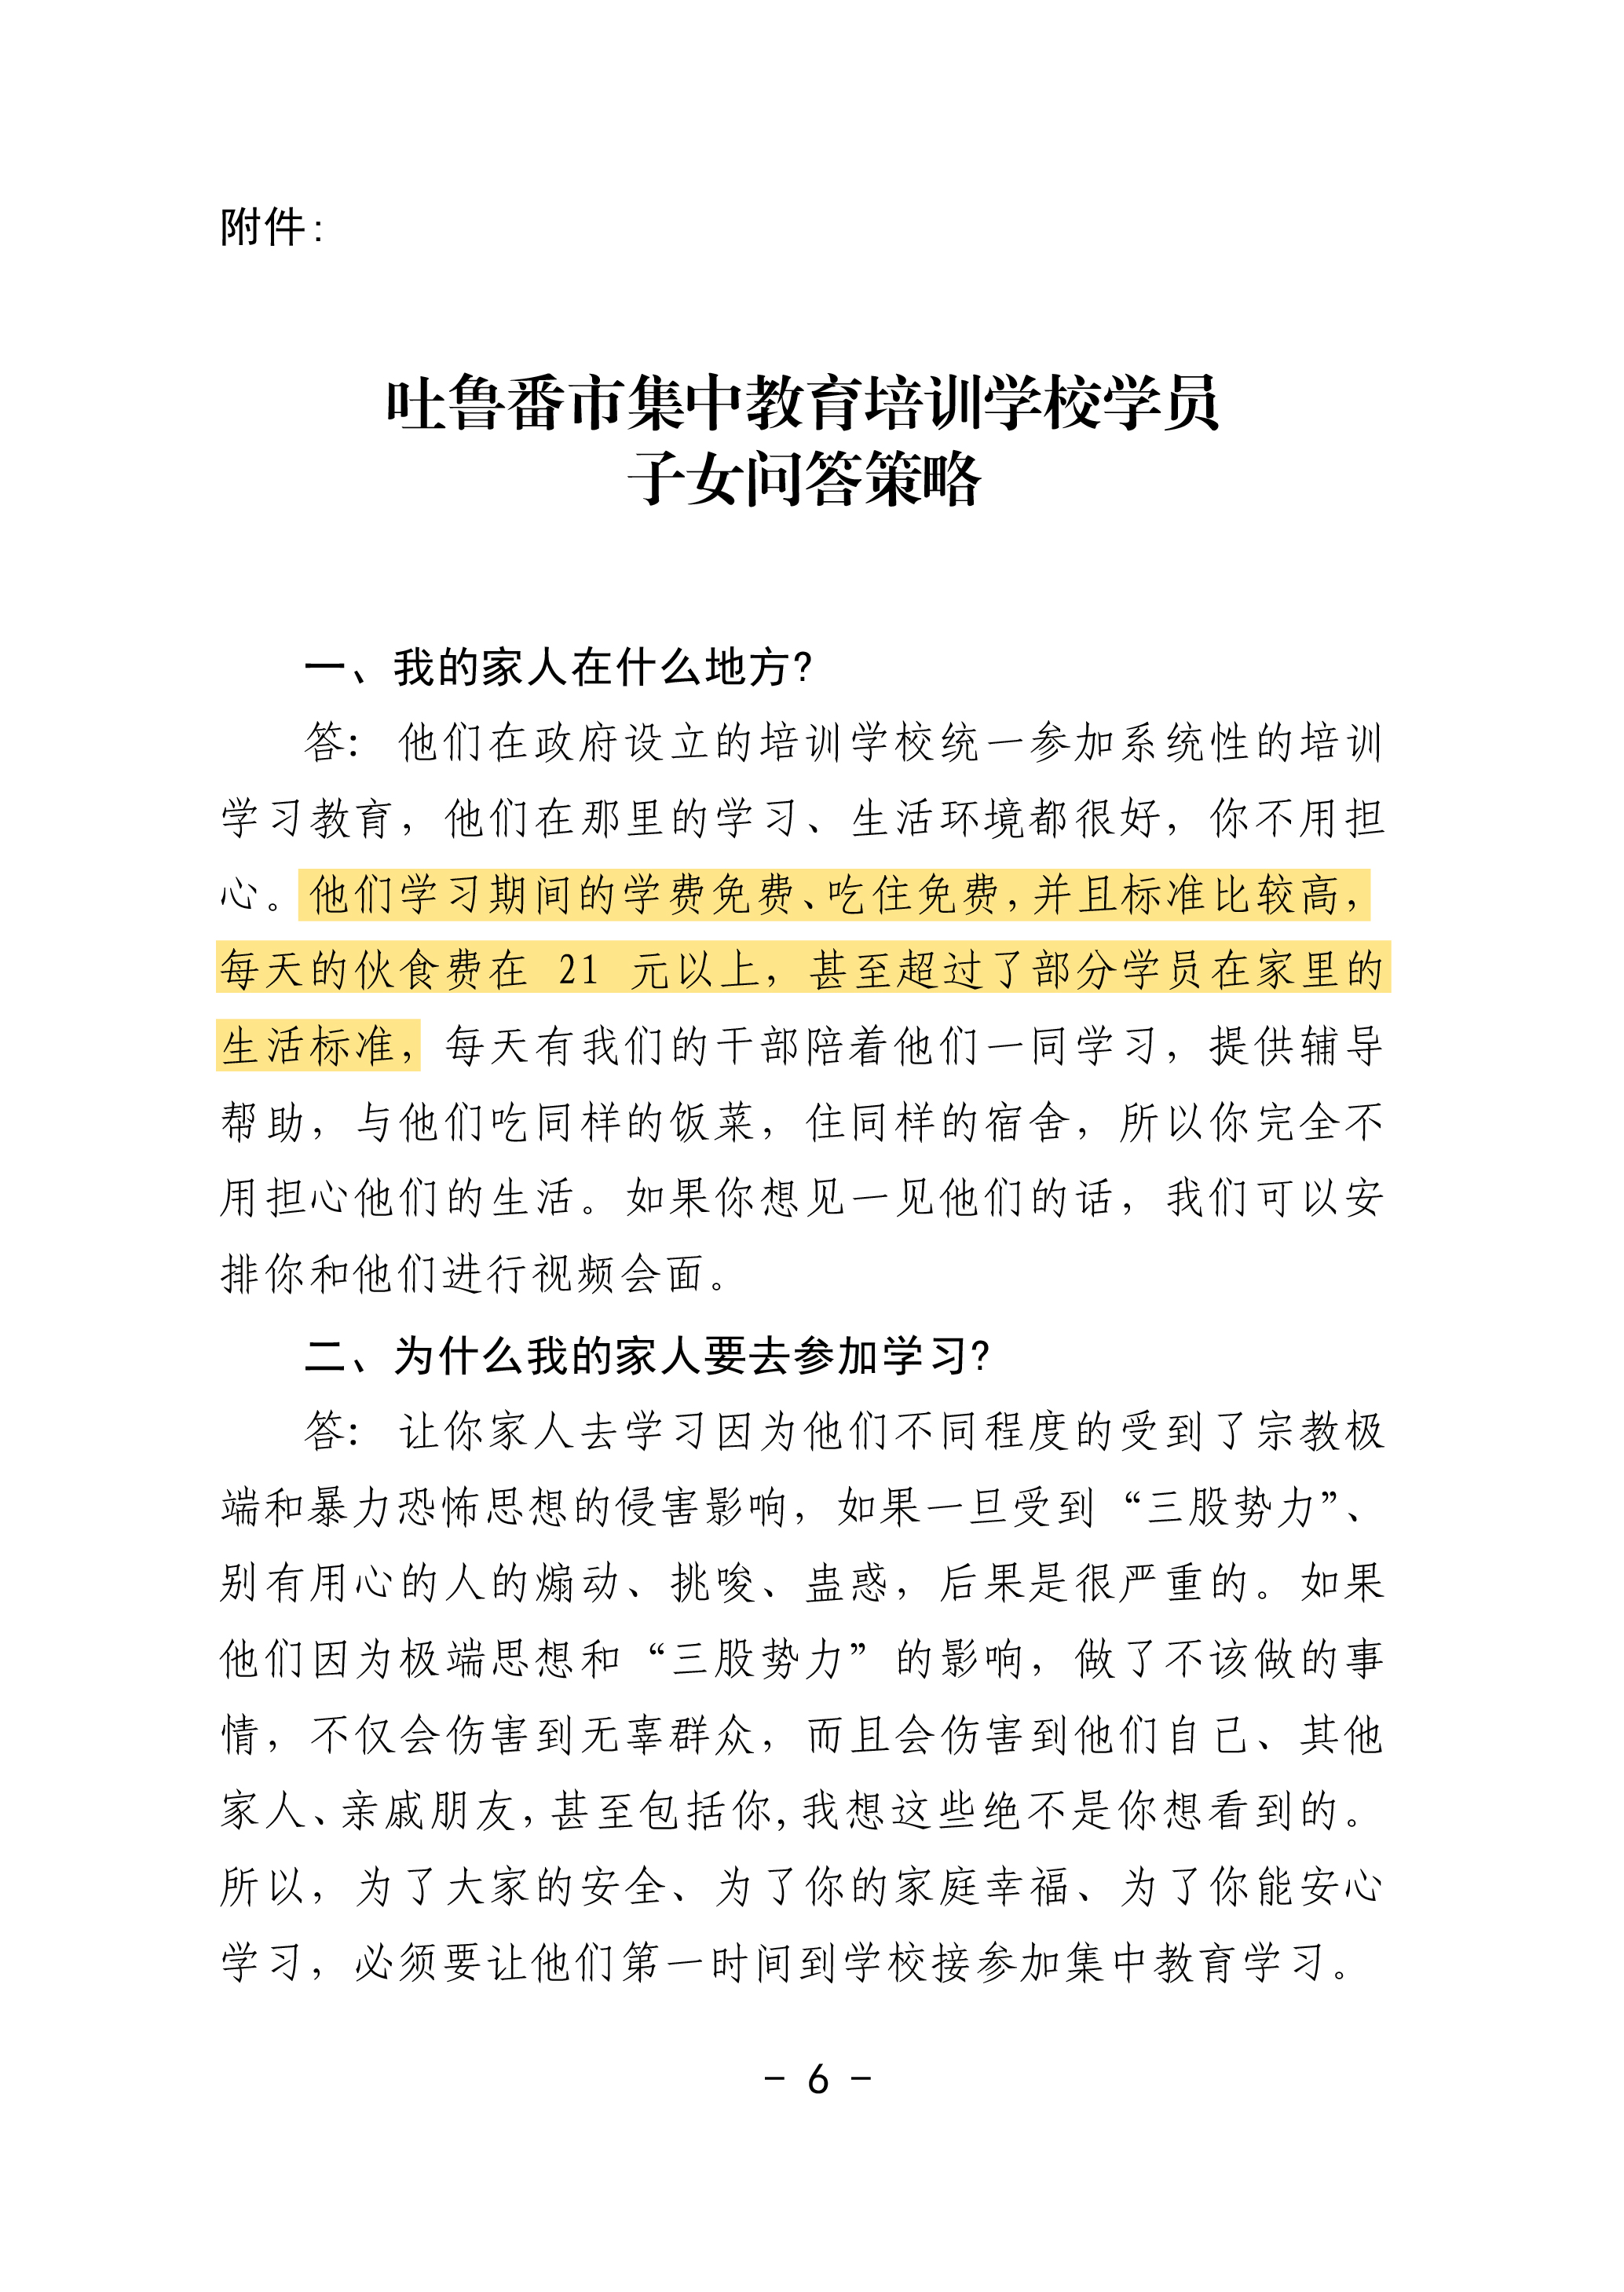 附件：
吐鲁番市集中教育培训学校学员
子女问答策略
一、我的家人在什么地方？
答： 他们在政府设立的培训学校统一参加系统性的培训
学习教育，他们在那里的学习、生活环境都很好，你不用担
心。他们学习期间的学费免费、吃住免费，并且标准比较高，
每天的伙食费在 21 元以上，甚至超过了部分学员在家里的
生活标准，每天有我们的干部陪着他们一同学习，提供辅导
帮助，与他们吃同样的饭菜，住同样的宿舍，所以你完全不
用担心他们的生活。如果你想见一见他们的话，我们可以安
排你和他们进行视频会面。
二、为什么我的家人要去参加学习？
答： 让你家人去学习因为他们不同程度的受到了宗教极
端和暴力恐怖思想的侵害影响，如果一旦受到“三股势力”、
别有用心的人的煽动、挑唆、蛊惑，后果是很严重的。如果
他们因为极端思想和“三股势力”的影响，做了不该做的事
情，不仅会伤害到无辜群众，而且会伤害到他们自己、其他
家人、亲戚朋友，甚至包括你，我想这些绝不是你想看到的。
所以，为了大家的安全、为了你的家庭幸福、为了你能安心
学习，必须要让他们第一时间到学校接参加集中教育学习。
- 6 -